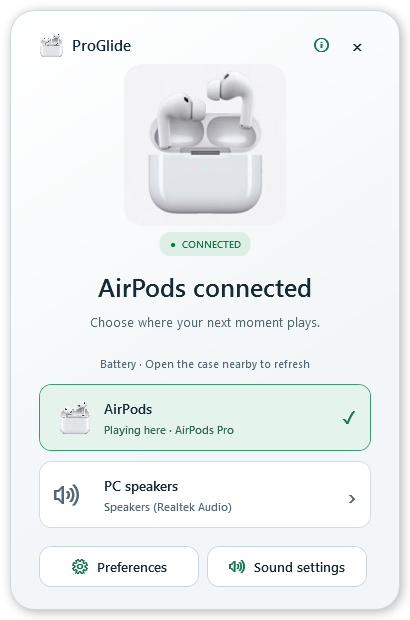 ProGlide
CONNECTED
AirPods connected
Choose where your next moment plays.
Battery · Open the case nearby to refresh
AirPods
Playing here · AirPods Pro
PC speakers
Speakers (Realtek Audio)
Preferences
Sound settings